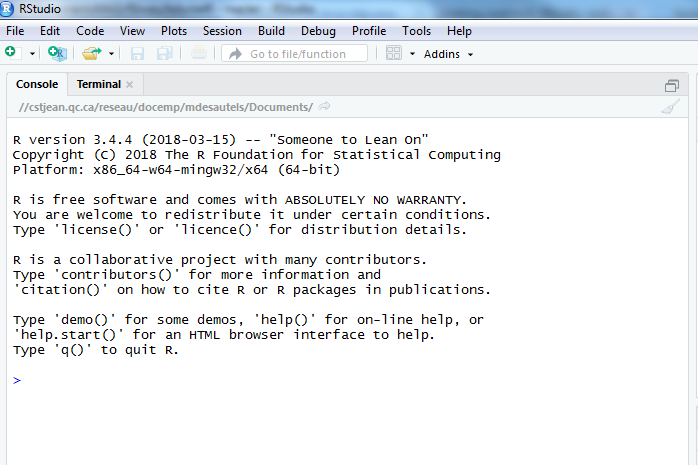 RStudio
File Edit Code View Plots Session Build Debug Profile Tools Help
Go to file/function Addins
Console Terminal
//cstjean.qc.ca/reseau/docemp/mdesautels/Documents/
R version 3.4.4 (2018-03-15) -- "Someone to Lean On"
Copyright (C) 2018 The R Foundation for Statistical Computing
Platform: x86_64-w64-mingw32/x64 (64-bit)
R is free software and comes with ABSOLUTELY NO WARRANTY.
You are welcome to redistribute it under certain conditions.
Type 'license()' or 'licence()' for distribution details.
R is a collaborative project with many contributors.
Type 'contributors()' for more information and
'citation()' on how to cite R or R packages in publications.
Type 'demo()' for some demos, 'help()' for on-line help, or
'help.start()' for an HTML browser interface to help.
Type 'q()' to quit R.
>